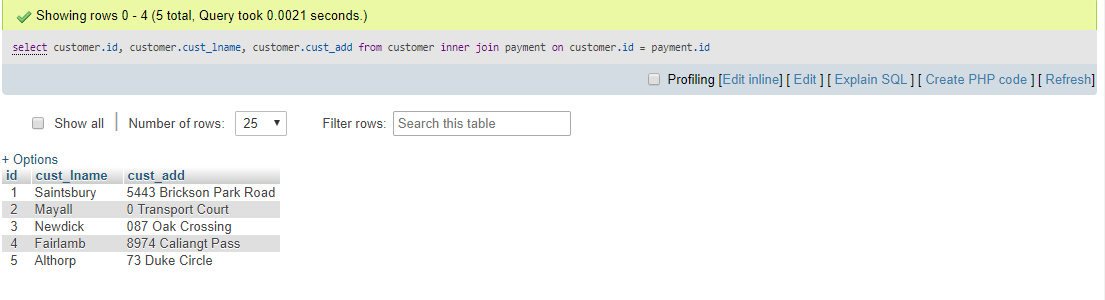 Showing rows 0 - 4 (5 total, Query took 0.0021 seconds.)
select customer.id, customer.cust_lname, customer.cust_add from customer inner join payment on customer.id = payment.id
Profiling [Edit inline] [ Edit ] [ Explain SQL ] [ Create PHP code ] [ Refresh]
Show all | Number of rows: 25 Filter rows: Search this table
+ Options
id cust_lname cust_add
1 Saintsbury 5443 Brickson Park Road
2 Mayall 0 Transport Court
3 Newdick 087 Oak Crossing
4 Fairlamb 8974 Caliangt Pass
5 Althorp 73 Duke Circle